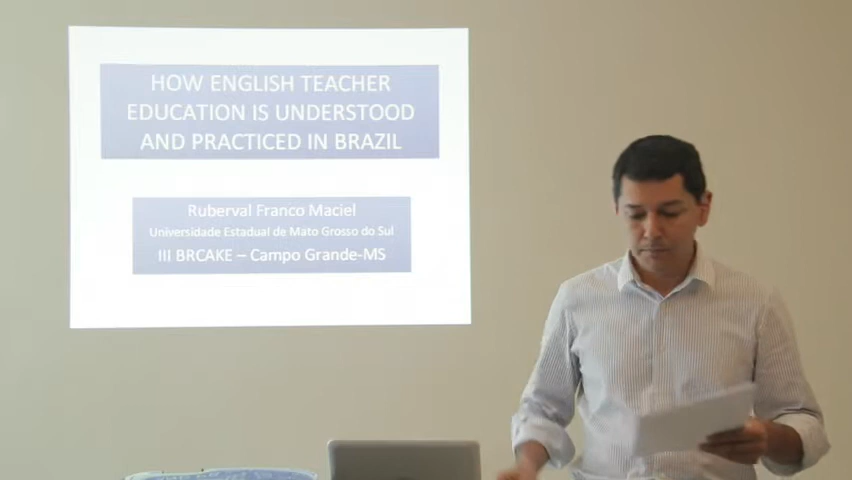 HOW ENGLISH TEACHER
EDUCATION IS UNDERSTOOD
AND PRACTICED IN BRAZIL
Ruberval Franco Maciel
Universidade Estadual de Mato Grosso do Sul
III BRCAKE – Campo Grande-MS